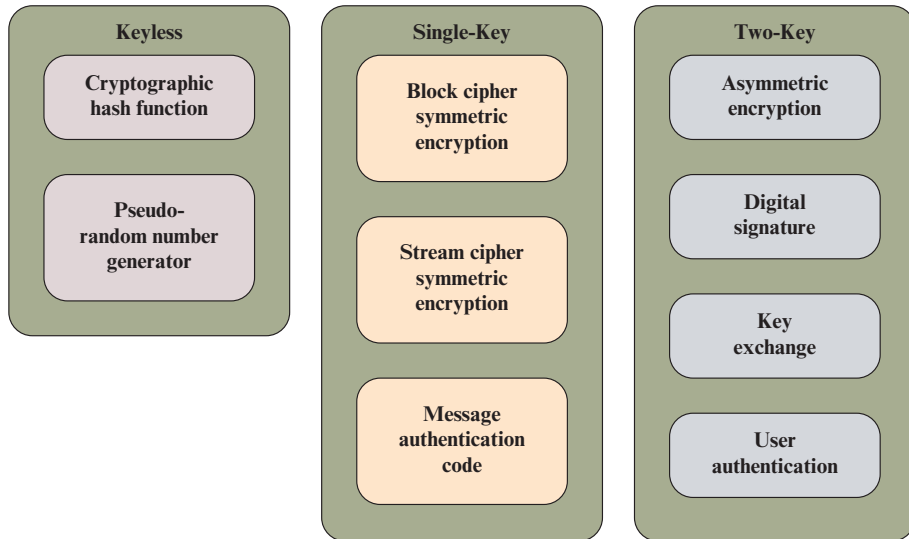 Keyless
Cryptographic
hash function
Pseudo-
random number
generator
Single-Key
Block cipher
symmetric
encryption
Stream cipher
symmetric
encryption
Message
authentication
code
Two-Key
Asymmetric
encryption
Digital
signature
Key
exchange
User
authentication